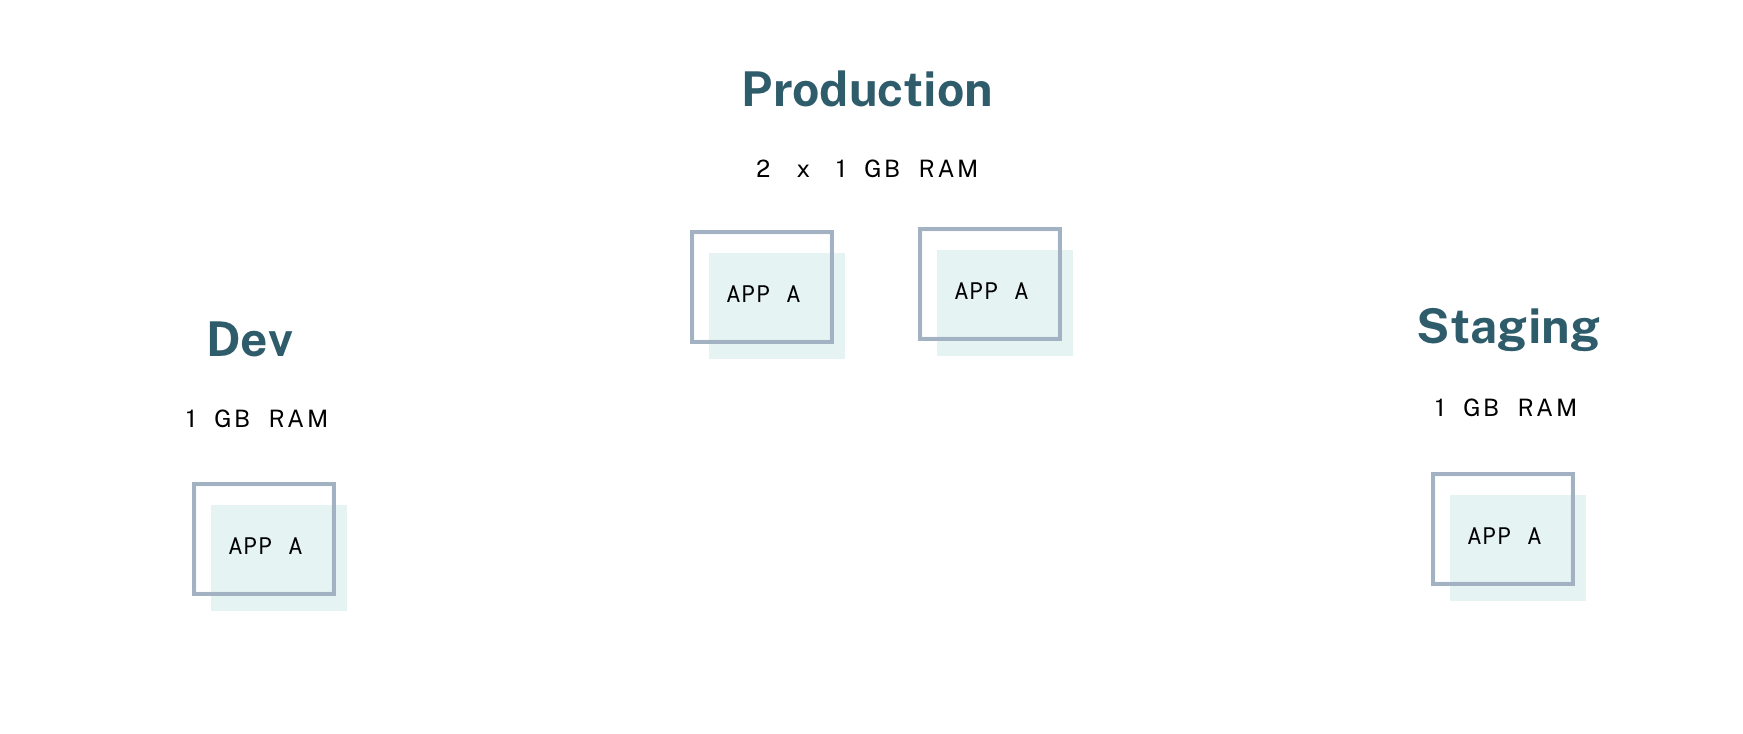 Production
2 x 1 GB RAM
APP A
APP A
Dev
1 GB RAM
APP A
Staging
1 GB RAM
APP A